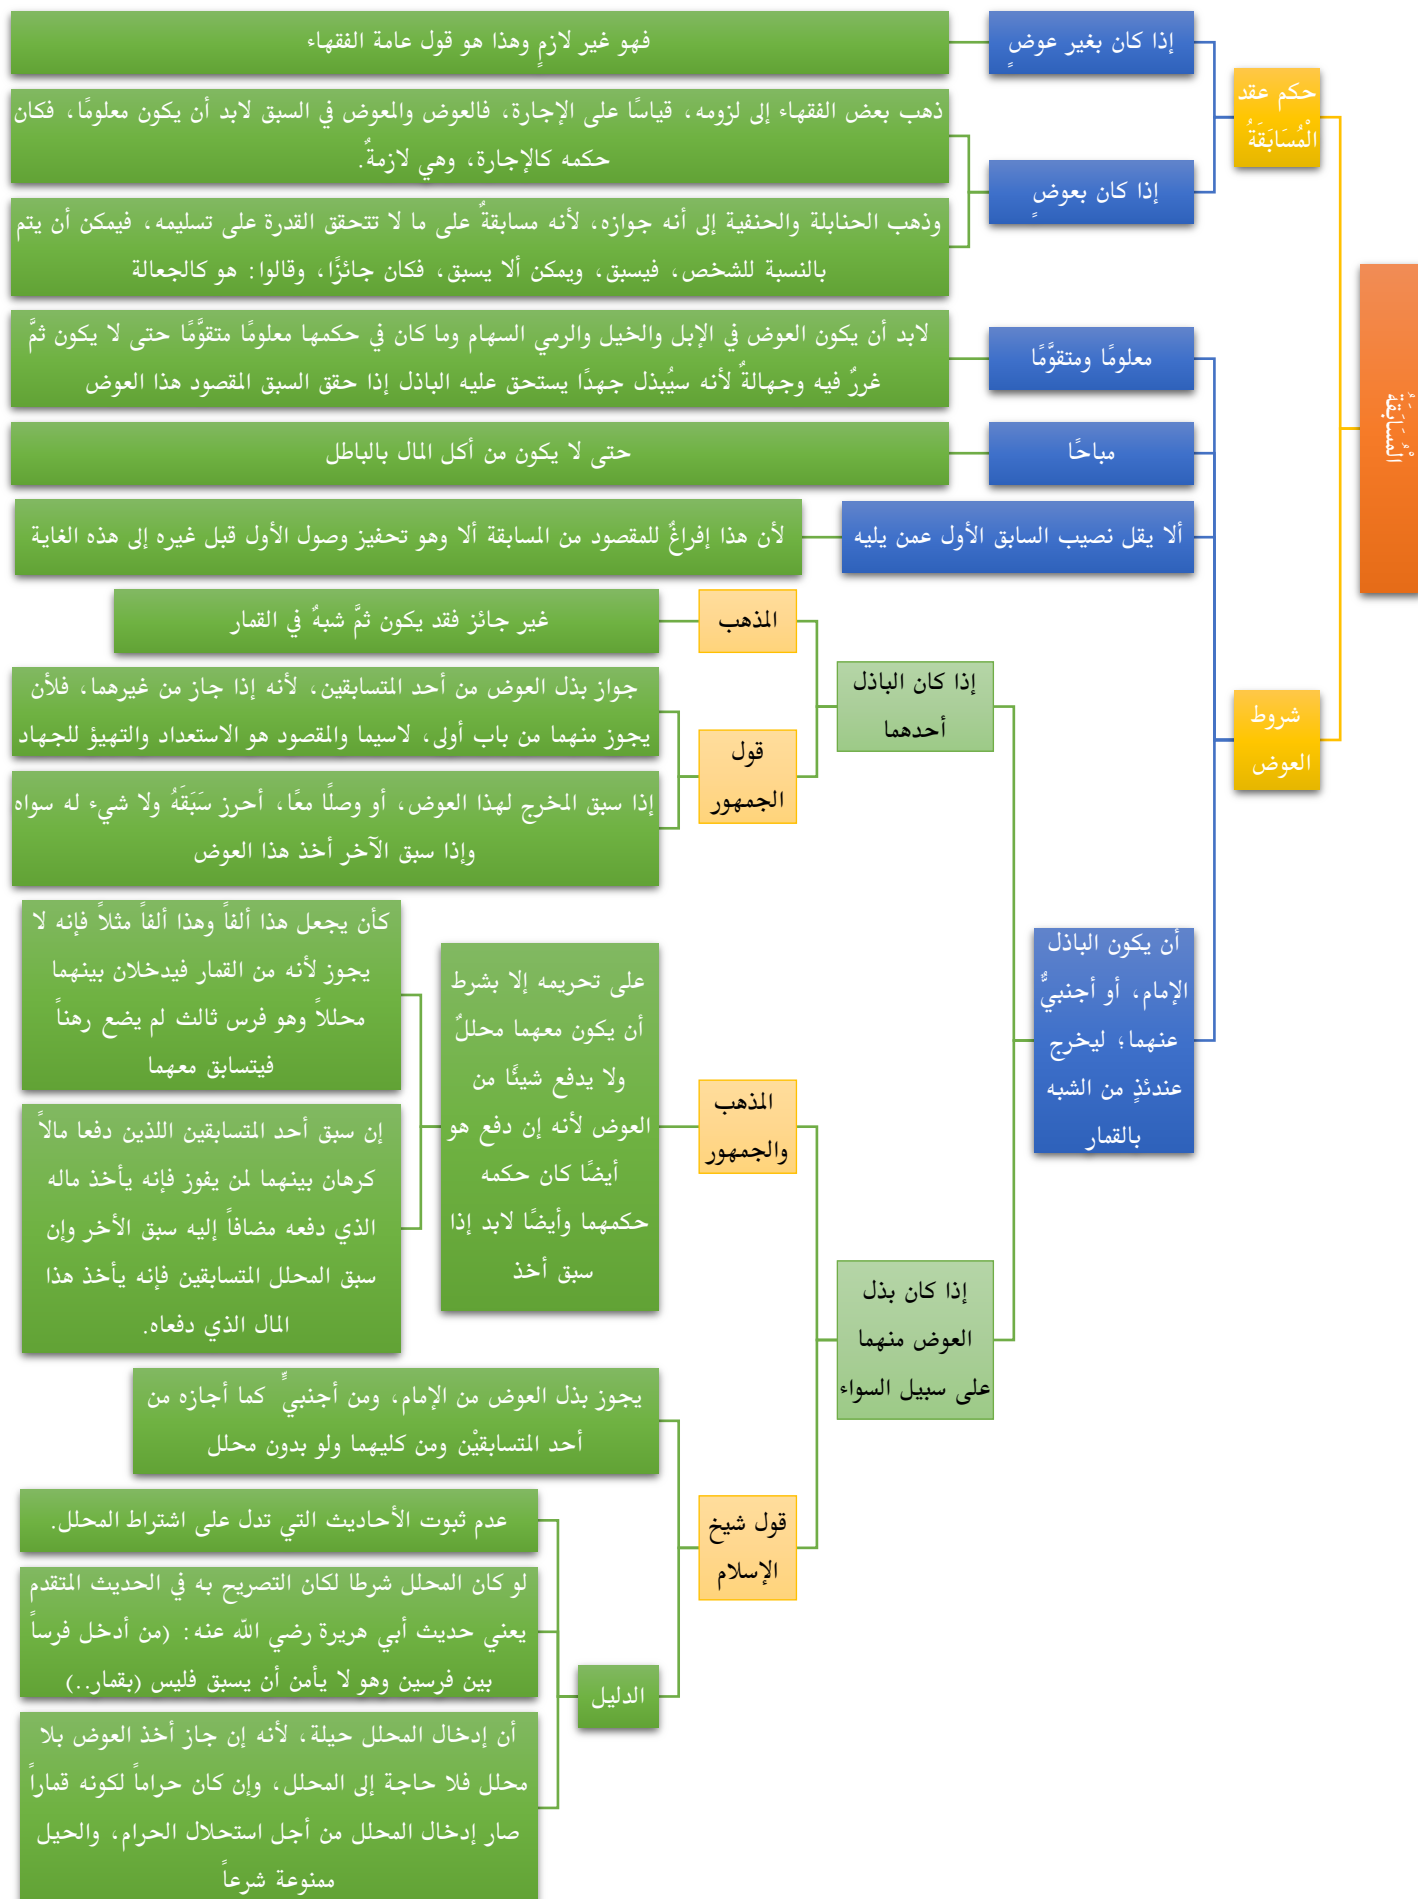 الْمُسَابَقَةُ
حكم عقد
الْمُسَابَقَةُ
إذا كان بغير عوضٍ
فهو غير لازمٍ وهذا هو قول عامة الفقهاء
إذا كان بعوضٍ
ذهب بعض الفقهاء إلى لزومه، قياسًا على الإجارة، فالعوض والمعوض في السبق لابد أن يكون معلومًا، فكان
حكمه كالإجارة، وهي لازمةٌ.
وذهب الحنابلة والحنفية إلى أنه جوازه، لأنه مسابقةٌ على ما لا تتحقق القدرة على تسليمه، فيمكن أن يتم
بالنسبة للشخص، فيسبق، ويمكن ألا يسبق، فكان جائزًا، وقالوا: هو كالجعالة
شروط
العوض
معلومًا ومتقوَّمًا
لابد أن يكون العوض في الإبل والخيل والرمي السهام وما كان في حكمها معلومًا متقوَّمًا حتى لا يكون ثمَّ
غررٌ فيه وجهالةٌ لأنه سيُبذل جهدًا يستحق عليه الباذل إذا حقق السبق المقصود هذا العوض
مباحًا
حتى لا يكون من أكل المال بالباطل
ألا يقل نصيب السابق الأول عمن يليه
لأن هذا إفراغٌ للمقصود من المسابقة ألا وهو تحفيز وصول الأول قبل غيره إلى هذه الغاية
أن يكون الباذل
الإمام، أو أجنبيٌّ
عنهما؛ ليخرج
عندئذٍ من الشبه
بالقمار
إذا كان الباذل
أحدهما
المذهب
غير جائز فقد يكون ثمَّ شبهٌ في القمار
قول
الجمهور
جواز بذل العوض من أحد المتسابقين، لأنه إذا جاز من غيرهما، فلأن
يجوز منهما من باب أولى، لاسيما والمقصود هو الاستعداد والتهيؤ للجهاد
إذا سبق المخرج لهذا العوض، أو وصلًا معًا، أحرز سَبَقَهُ ولا شيء له سواه
وإذا سبق الآخر أخذ هذا العوض
إذا كان بذل
العوض منهما
على سبيل السواء
المذهب
والجمهور
على تحريمه إلا بشرط
أن يكون معهما محللٌ
ولا يدفع شيئًا من
العوض لأنه إن دفع هو
أيضًا كان حكمه
حكمهما وأيضًا لابد إذا
سبق أخذ
كأن يجعل هذا ألفاً وهذا ألفاً مثلاً فإنه لا
يجوز لأنه من القمار فيدخلان بينهما
محللاً وهو فرس ثالث لم يضع رهناً
فيتسابق معهما
إن سبق أحد المتسابقين اللذين دفعا مالاً
كرهان بينهما لمن يفوز فإنه يأخذ ماله
الذي دفعه مضافاً إليه سبق الأخر وإن
سبق المحلل المتسابقين فإنه يأخذ هذا
المال الذي دفعاه.
قول شيخ
الإسلام
يجوز بذل العوض من الإمام، ومن أجنبيٍّ كما أجازه من
أحد المتسابقيْن ومن كليهما ولو بدون محلل
الدليل
عدم ثبوت الأحاديث التي تدل على اشتراط المحلل.
لو كان المحلل شرطا لكان التصريح به في الحديث المتقدم
يعني حديث أبي هريرة رضي الله عنه: (من أدخل فرساً
بين فرسين وهو لا يأمن أن يسبق فليس (بقمار..)
أن إدخال المحلل حيلة، لأنه إن جاز أخذ العوض بلا
محلل فلا حاجة إلى المحلل، وإن كان حراماً لكونه قماراً
صار إدخال المحلل من أجل استحلال الحرام، والحيل
ممنوعة شرعاً